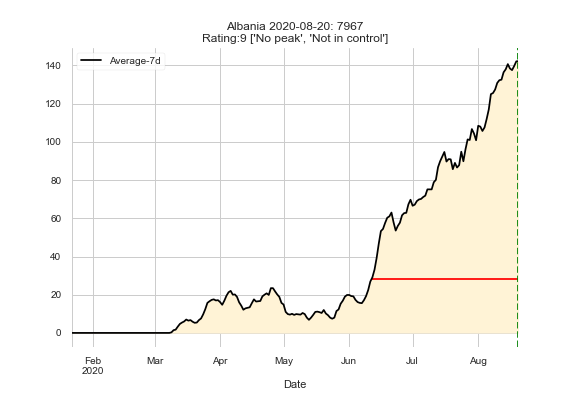 Albania 2020-08-20: 7967
Rating:9 ['No peak', 'Not in control']
Average-7d
140
120
100
80
60
40
20
0
Feb Mar Apr May Jun Jul Aug
2020
Date